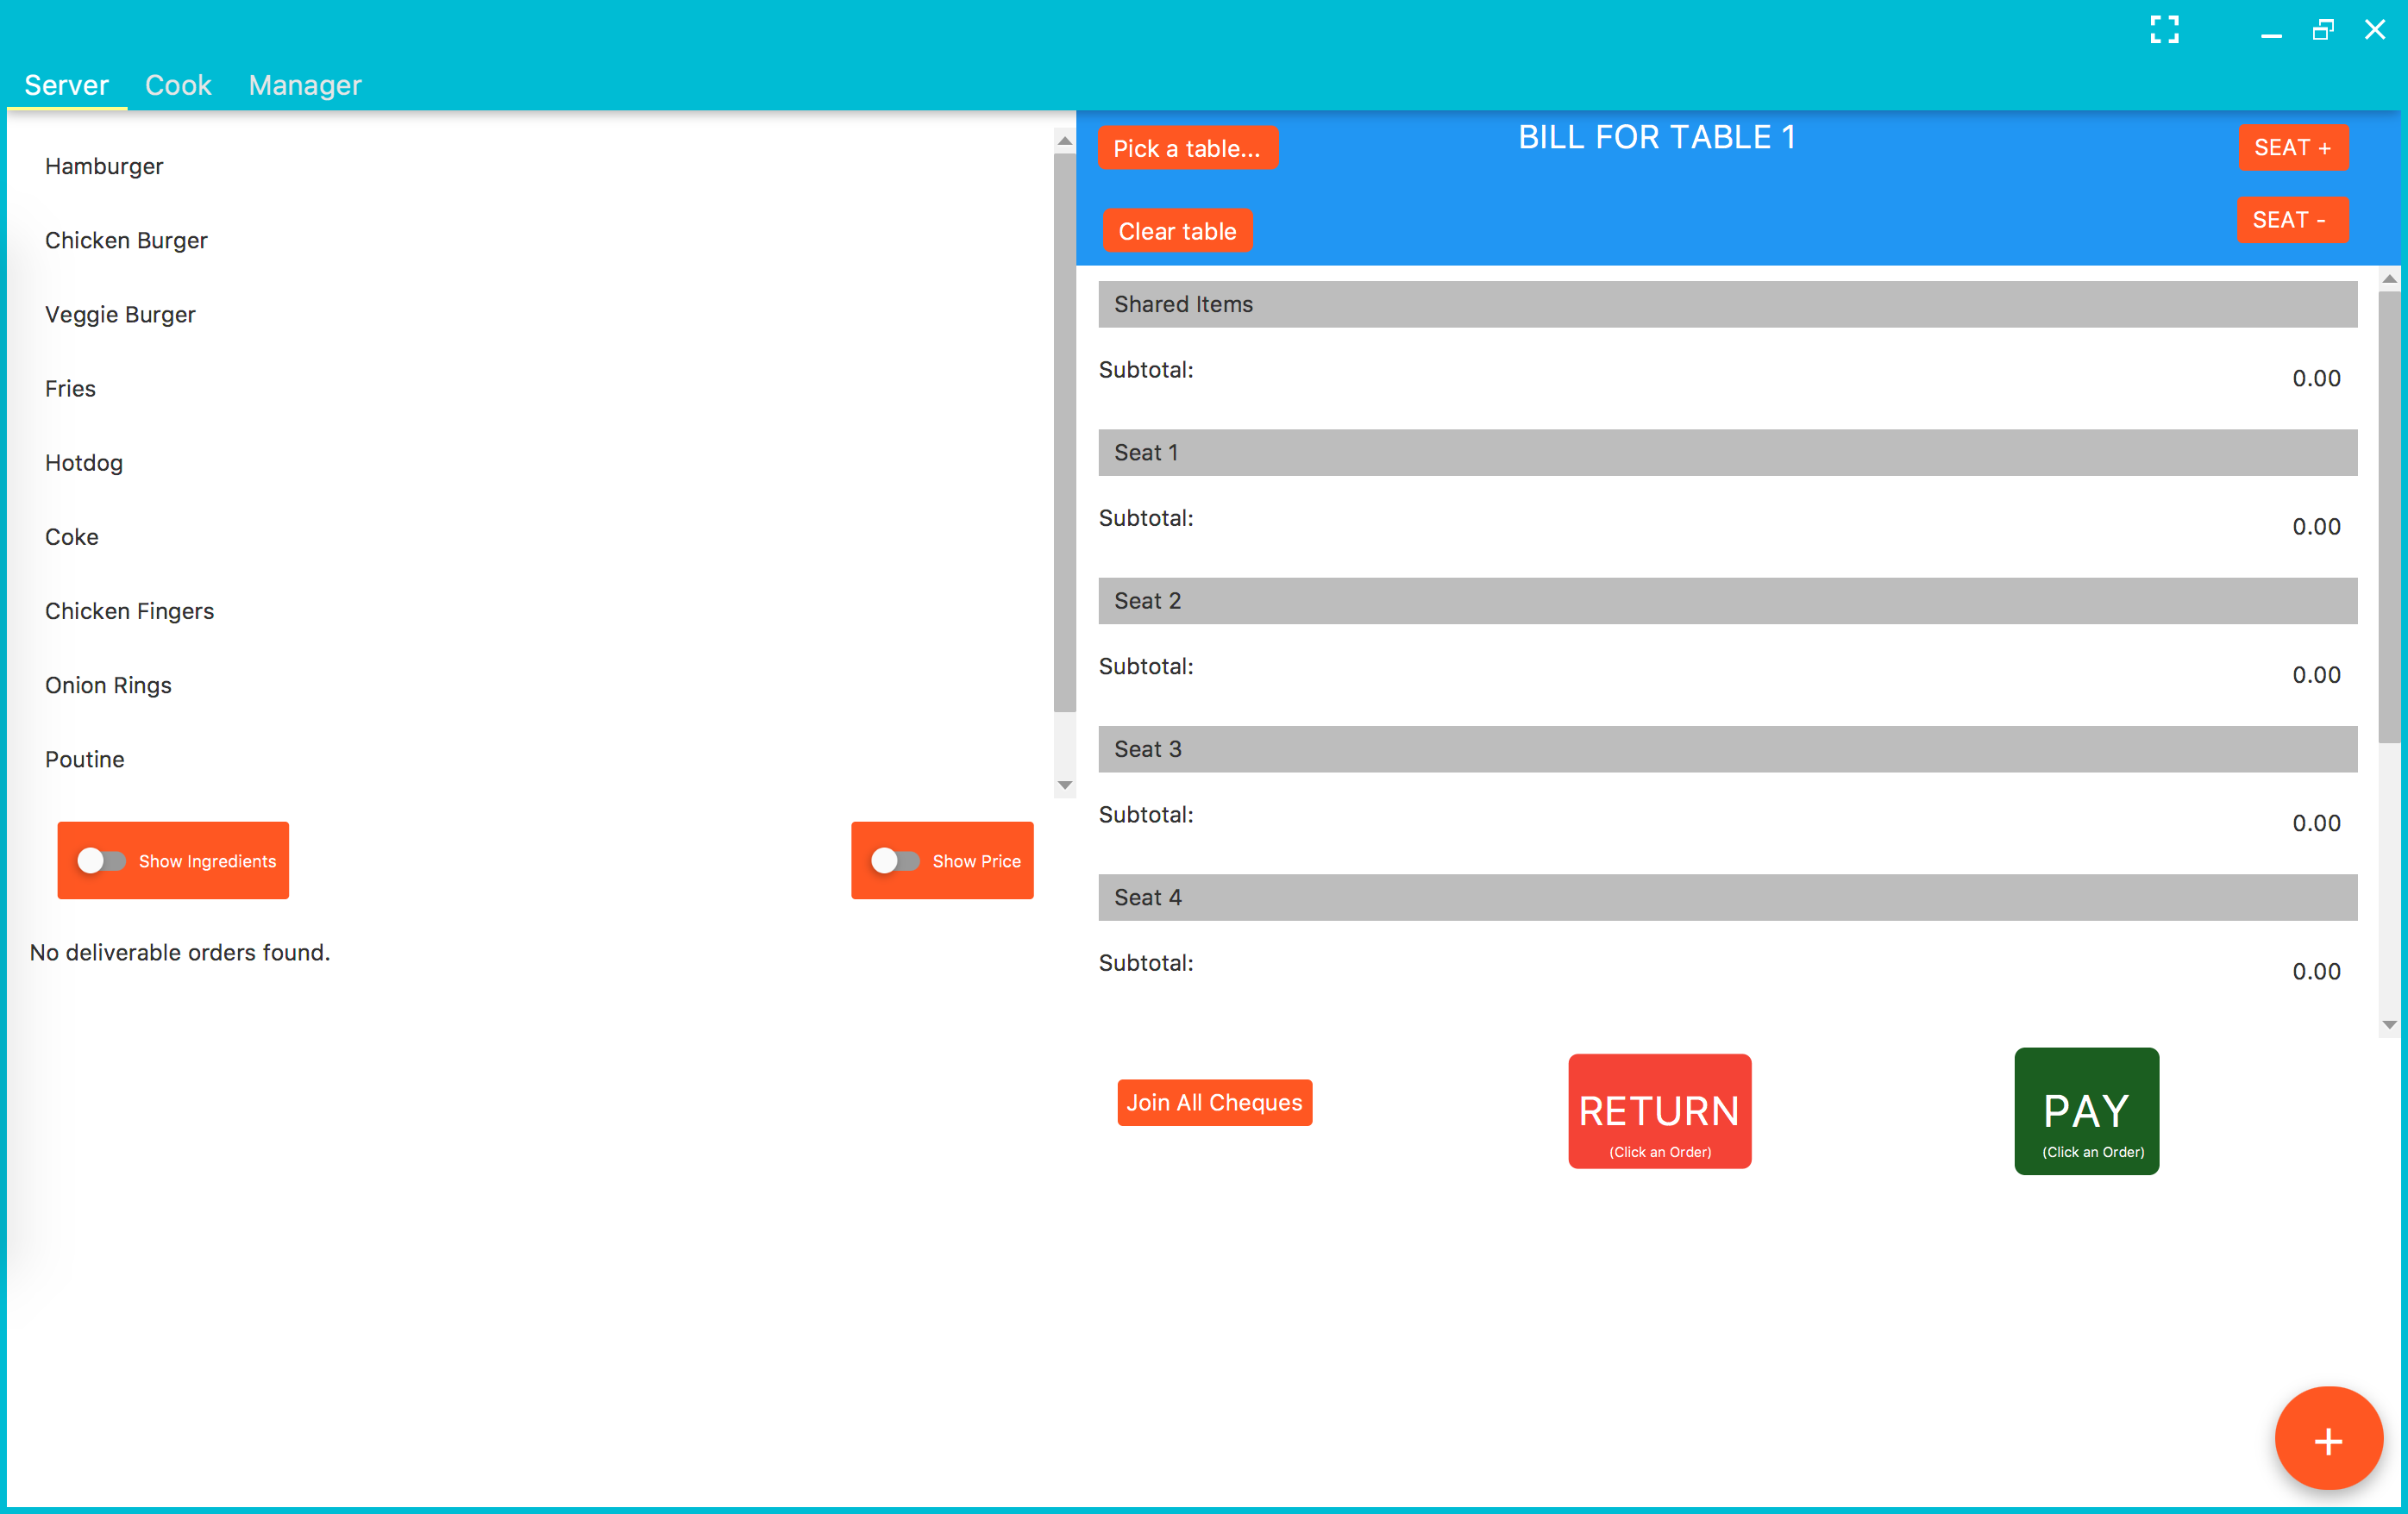 Server Cook Manager
Hamburger
Chicken Burger
Veggie Burger
Fries
Hotdog
Coke
Chicken Fingers
Onion Rings
Poutine
Show Ingredients
Show Price
No deliverable orders found.
Pick a table...
BILL FOR TABLE 1
SEAT +
Clear table
SEAT -
Shared Items
Subtotal:
0.00
Seat 1
Subtotal:
0.00
Seat 2
Subtotal:
0.00
Seat 3
Subtotal:
0.00
Seat 4
Subtotal:
0.00
Join All Cheques
RETURN
(Click an Order)
PAY
(Click an Order)
+